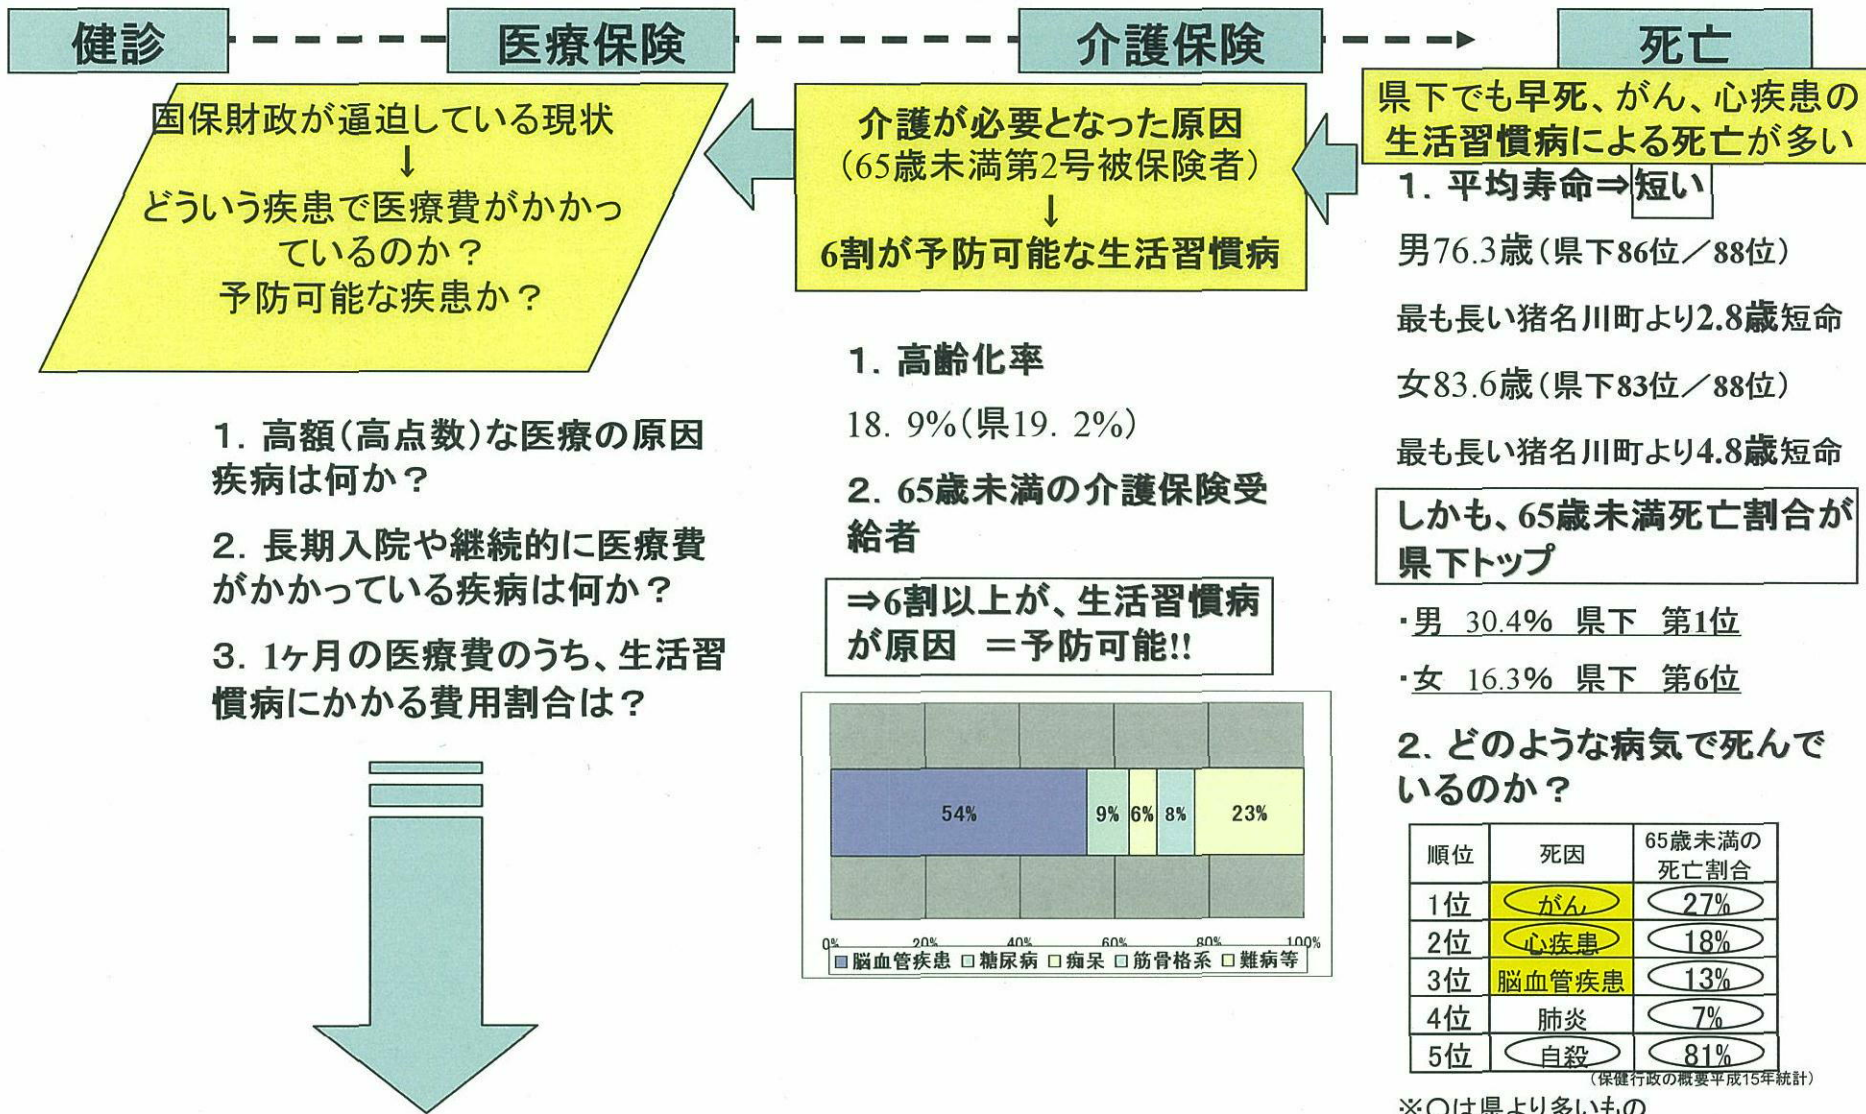 健診
医療保険
介護保険
死亡
国保財政が逼迫している現状
↓
どういう疾患で医療費がかかっ
ているのか？
予防可能な疾患か？
1. 高額（高点数）な医療の原因
疾病は何か？
2. 長期入院や継続的に医療費
がかかっている疾病は何か？
3. 1ヶ月の医療費のうち、生活習
慣病にかかる費用割合は？
介護が必要となった原因
（65歳未満第2号被保険者）
↓
6割が予防可能な生活習慣病
1. 高齢化率
18. 9%（県19. 2%）
2. 65歳未満の介護保険受
給者
⇒6割以上が、生活習慣病
が原因 ＝予防可能!!
54% 9% 6% 8% 23%
0% 20% 40% 60% 80% 100%
脳血管疾患 糖尿病 痴呆 筋骨格系 難病等
県下でも早死、がん、心疾患の
生活習慣病による死亡が多い
1. 平均寿命⇒短い
男76.3歳（県下86位／88位）
最も長い猪名川町より2.8歳短命
女83.6歳（県下83位／88位）
最も長い猪名川町より4.8歳短命
しかも、65歳未満死亡割合が
県下トップ
・男 30.4% 県下 第1位
・女 16.3% 県下 第6位
2. どのような病気で死んで
いるのか？
順位 死因 65歳未満の
死亡割合
1位 がん 27%
2位 心疾患 18%
3位 脳血管疾患 13%
4位 肺炎 7%
5位 自殺 81%
（保健行政の概要平成15年統計）
※○は県より多いもの